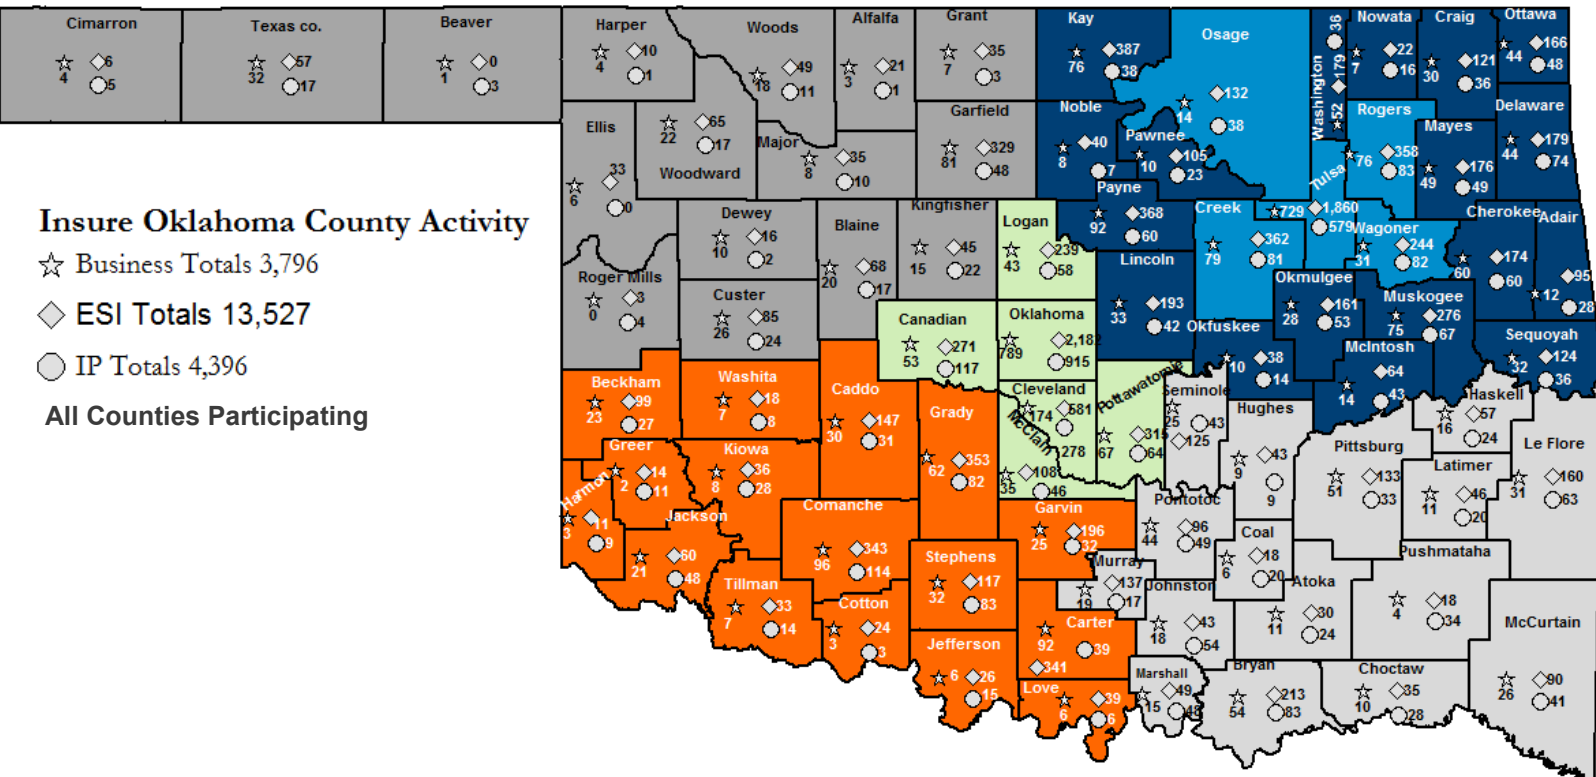 Insure Oklahoma County Activity
Business Totals 3,796
ESI Totals 13,527
IP Totals 4,396
All Counties Participating
Cimarron
4
6
5
Texas co.
32
57
17
Beaver
1
0
3
Harper
4
10
1
Woods
18
49
11
Alfalfa
3
21
1
Grant
7
35
3
Kay
76
387
38
Osage
14
132
38
Washington
52
179
36
Nowata
7
22
16
Craig
30
121
36
Ottawa
44
166
48
Ellis
6
33
0
Woodward
22
65
17
Major
8
35
10
Garfield
81
329
48
Noble
8
40
7
Pawnee
10
105
23
Rogers
76
358
83
Mayes
49
176
49
Delaware
44
179
74
Roger Mills
0
3
4
Dewey
10
16
2
Blaine
20
68
17
Kingfisher
15
45
22
Logan
43
239
58
Payne
92
368
60
Creek
79
362
81
Tulsa
729
1,860
579
Wagoner
31
244
82
Cherokee
60
174
60
Adair
12
95
28
Custer
26
85
24
Canadian
53
271
117
Oklahoma
789
2,182
915
Lincoln
33
193
42
Okfuskee
10
38
14
Okmulgee
28
161
53
Muskogee
75
276
67
McIntosh
14
64
43
Sequoyah
32
124
36
Beckham
23
99
27
Washita
7
18
8
Caddo
30
147
31
Grady
62
353
82
Cleveland
174
581
278
McClain
35
108
46
Pottawatomie
67
315
64
Seminole
25
43
125
Hughes
9
43
9
Pittsburg
51
133
33
Haskell
16
57
24
Latimer
11
46
20
Le Flore
31
160
63
Greer
2
14
11
Harmon
3
11
9
Kiowa
8
36
28
Jackson
21
60
48
Comanche
96
343
114
Tillman
7
33
14
Cotton
3
24
3
Stephens
32
117
83
Jefferson
6
26
15
Garvin
25
196
32
Murray
19
137
17
Carter
92
39
341
Love
6
39
6
Pontotoc
44
96
49
Coal
6
18
20
Johnston
18
43
54
Atoka
11
30
24
Pushmataha
4
18
34
McCurtain
26
90
41
Marshall
15
49
48
Bryan
54
213
83
Choctaw
10
35
28